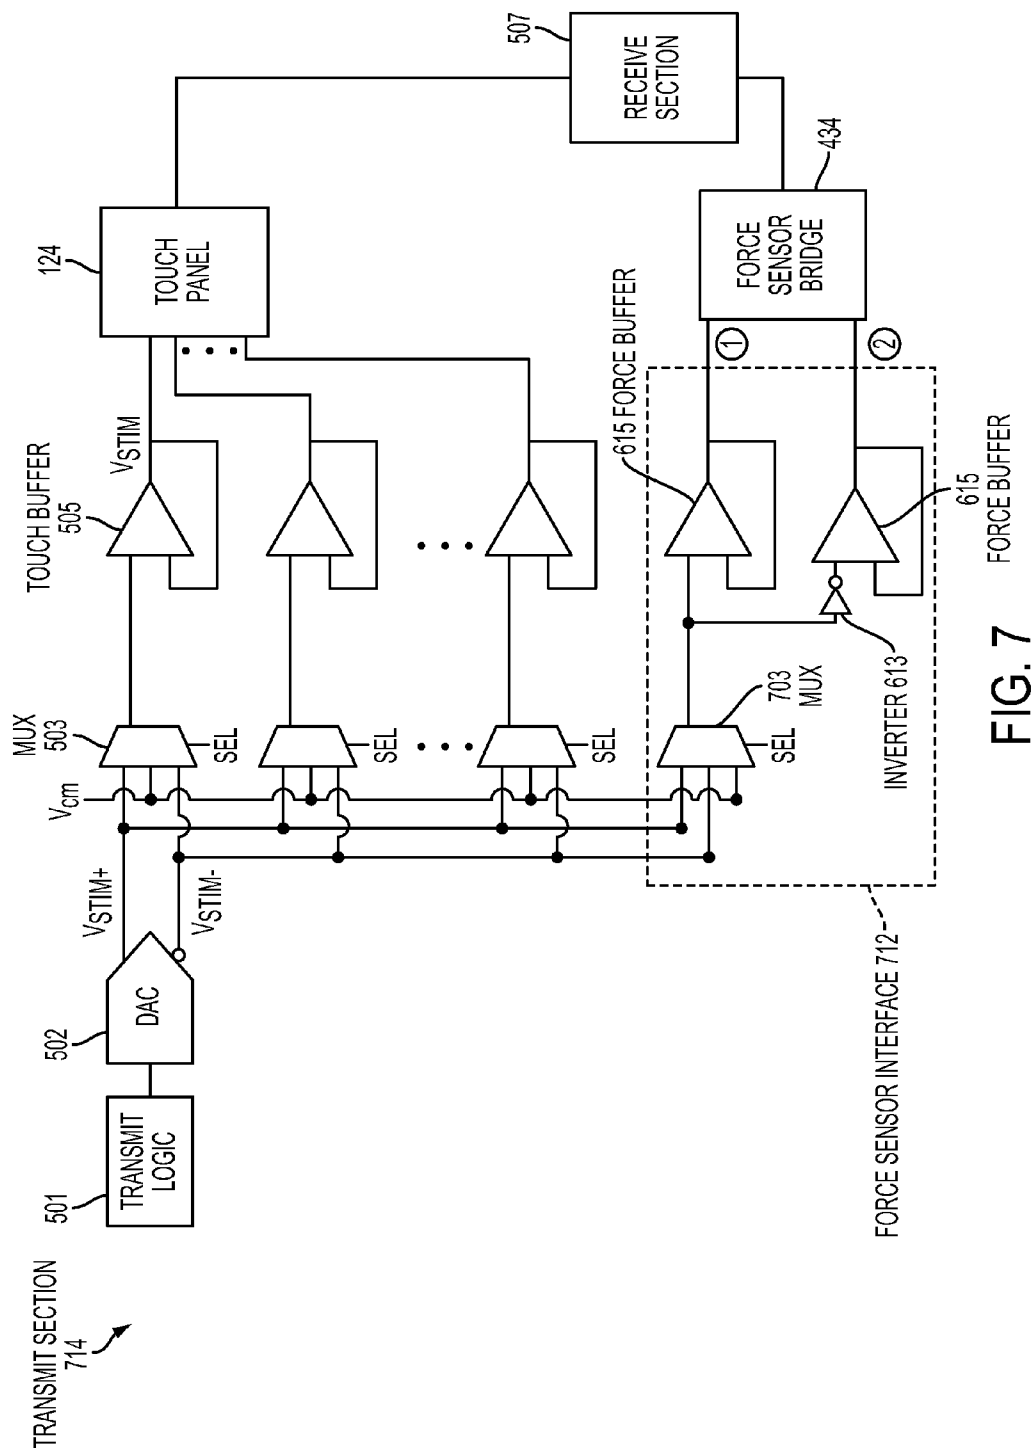 TRANSMIT SECTION
714
501
TRANSMIT
LOGIC
502
DAC
VSTIM+
VSTIM-
Vcm
MUX
503
SEL
SEL
SEL
SEL
703
MUX
TOUCH BUFFER
505
VSTIM
124
TOUCH
PANEL
507
RECEIVE
SECTION
615 FORCE BUFFER
1
2
434
FORCE
SENSOR
BRIDGE
INVERTER 613
615
FORCE BUFFER
FORCE SENSOR INTERFACE 712
FIG. 7